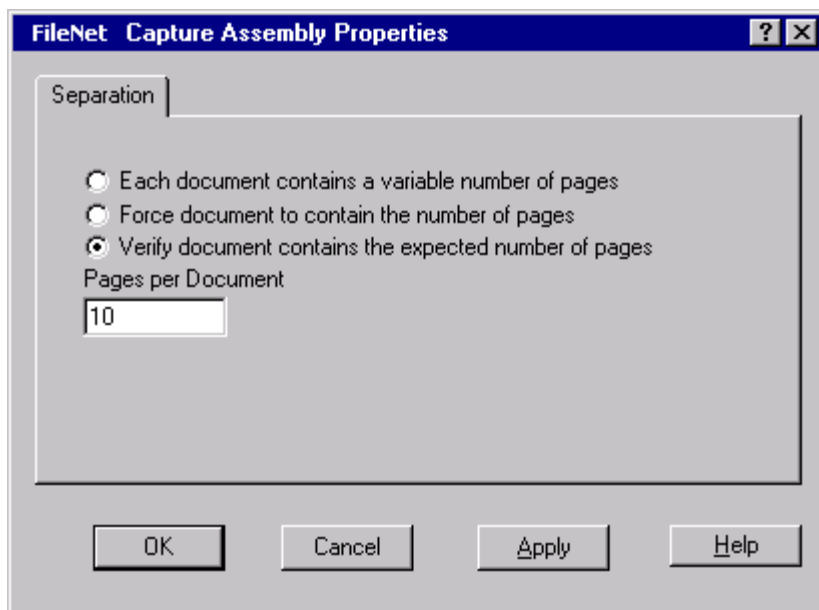 FileNet Capture Assembly Properties
Separation
Each document contains a variable number of pages
Force document to contain the number of pages
Verify document contains the expected number of pages
Pages per Document
10
OK Cancel Apply Help